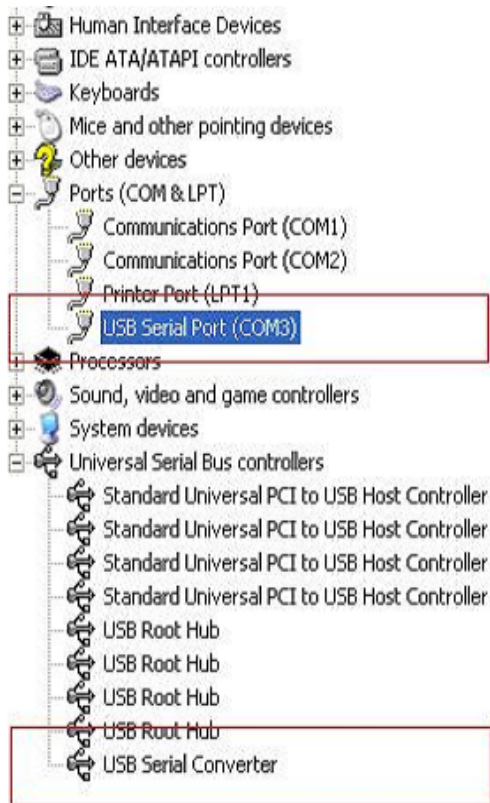 Human Interface Devices
IDE ATA/ATAPI controllers
Keyboards
Mice and other pointing devices
Other devices
Ports (COM & LPT)
Communications Port (COM1)
Communications Port (COM2)
Printer Port (LPT1)
USB Serial Port (COM3)
Processors
Sound, video and game controllers
System devices
Universal Serial Bus controllers
Standard Universal PCI to USB Host Controller
Standard Universal PCI to USB Host Controller
Standard Universal PCI to USB Host Controller
Standard Universal PCI to USB Host Controller
USB Root Hub
USB Root Hub
USB Root Hub
USB Root Hub
USB Serial Converter